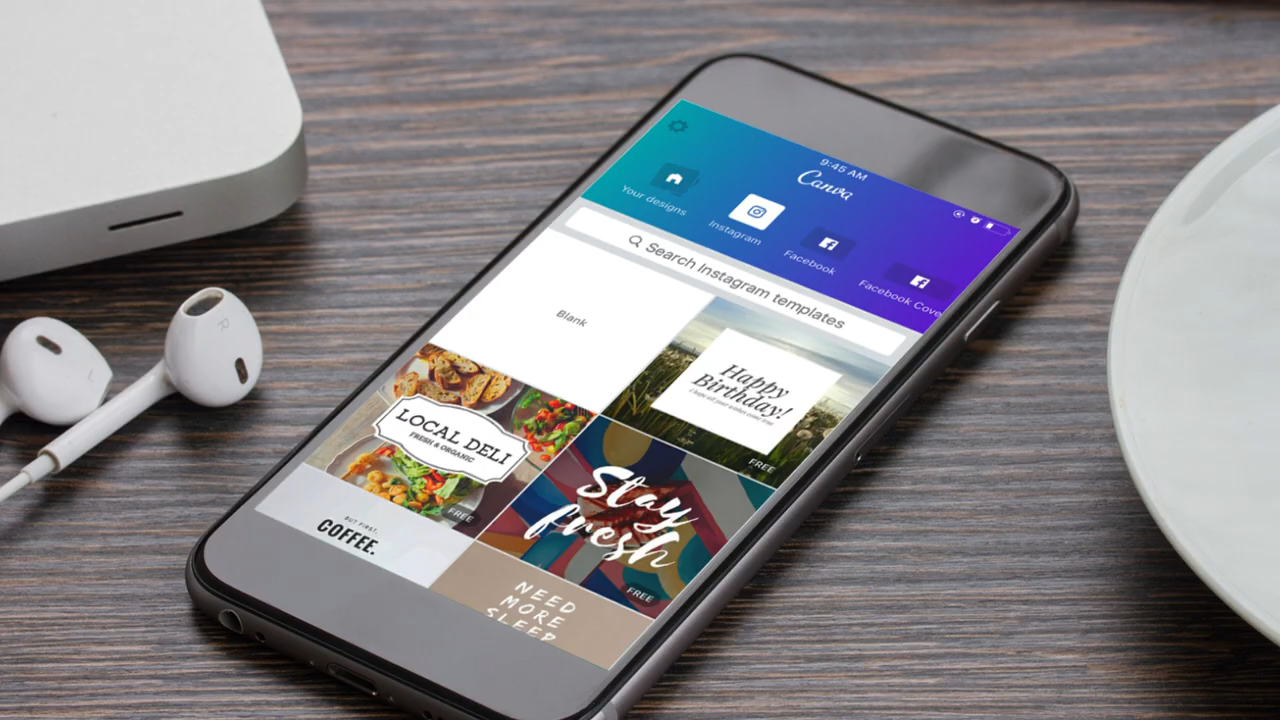 9:45 AM
Canva
Your designs
Instagram
Facebook
Facebook Cove
Search Instagram templates
Blank
Happy
Birthday!
FREE
LOCAL DELI
FRESH & ORGANIC
FREE
Stay
fresh
FREE
BUT FIRST,
COFFEE.
NEED
MORE
SLEEP
R